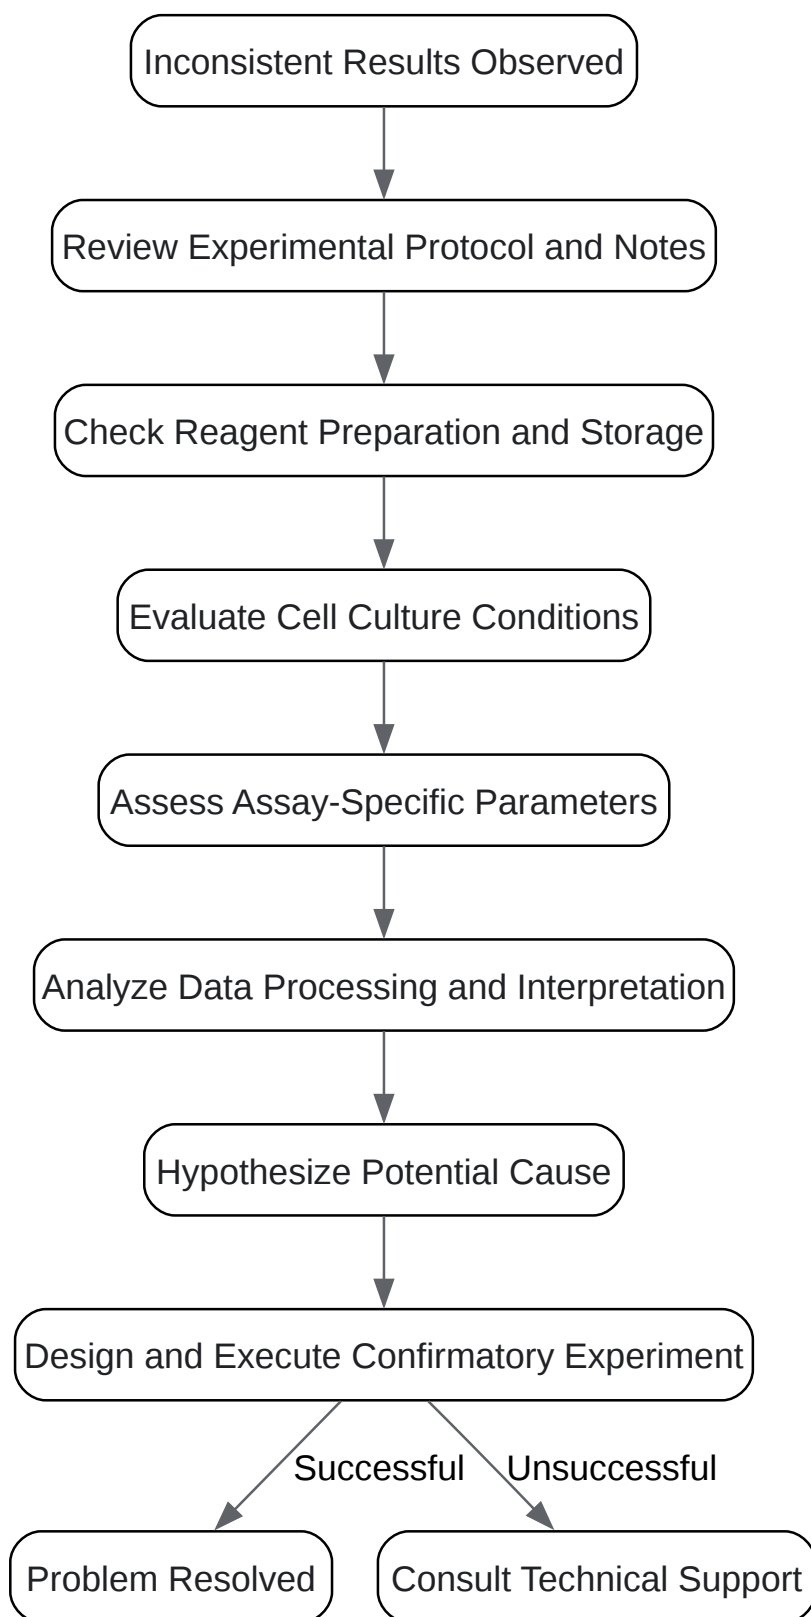 Inconsistent Results Observed
Review Experimental Protocol and Notes
Check Reagent Preparation and Storage
Evaluate Cell Culture Conditions
Assess Assay-Specific Parameters
Analyze Data Processing and Interpretation
Hypothesize Potential Cause
Design and Execute Confirmatory Experiment
Successful
Unsuccessful
Problem Resolved
Consult Technical Support